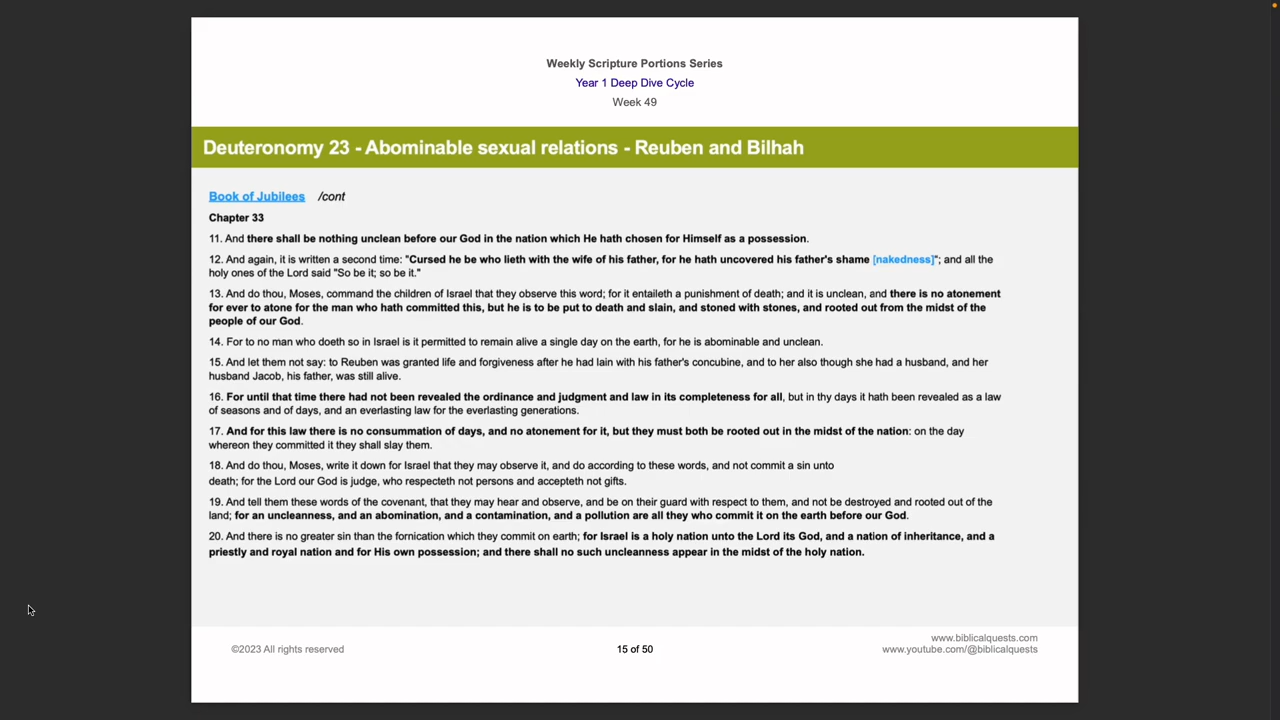 Weekly Scripture Portions Series
Year 1 Deep Dive Cycle
Week 49
Deuteronomy 23 - Abominable sexual relations - Reuben and Bilhah
Book of Jubilees /cont
Chapter 33
11. And there shall be nothing unclean before our God in the nation which He hath chosen for Himself as a possession.
12. And again, it is written a second time: "Cursed he be who lieth with the wife of his father, for he hath uncovered his father's shame [nakedness]"; and all the
holy ones of the Lord said "So be it; so be it."
13. And do thou, Moses, command the children of Israel that they observe this word; for it entaileth a punishment of death; and it is unclean, and there is no atonement
for ever to atone for the man who hath committed this, but he is to be put to death and slain, and stoned with stones, and rooted out from the midst of the
people of our God.
14. For to no man who doeth so in Israel is it permitted to remain alive a single day on the earth, for he is abominable and unclean.
15. And let them not say: to Reuben was granted life and forgiveness after he had lain with his father's concubine, and to her also though she had a husband, and her
husband Jacob, his father, was still alive.
16. For until that time there had not been revealed the ordinance and judgment and law in its completeness for all, but in thy days it hath been revealed as a law
of seasons and of days, and an everlasting law for the everlasting generations.
17. And for this law there is no consummation of days, and no atonement for it, but they must both be rooted out in the midst of the nation: on the day
whereon they committed it they shall slay them.
18. And do thou, Moses, write it down for Israel that they may observe it, and do according to these words, and not commit a sin unto
death; for the Lord our God is judge, who respecteth not persons and accepteth not gifts.
19. And tell them these words of the covenant, that they may hear and observe, and be on their guard with respect to them, and not be destroyed and rooted out of the
land; for an uncleanness, and an abomination, and a contamination, and a pollution are all they who commit it on the earth before our God.
20. And there is no greater sin than the fornication which they commit on earth; for Israel is a holy nation unto the Lord its God, and a nation of inheritance, and a
priestly and royal nation and for His own possession; and there shall no such uncleanness appear in the midst of the holy nation.
©2023 All rights reserved
15 of 50
www.biblicalquests.com
www.youtube.com/@biblicalquests